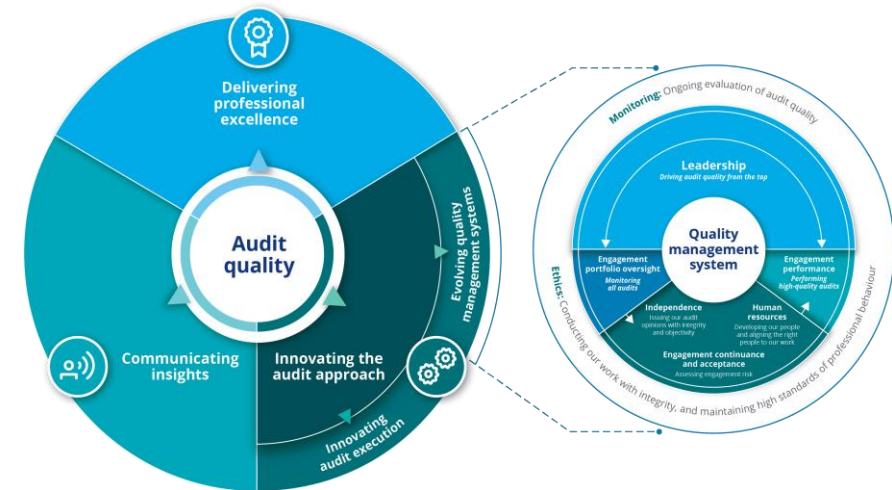 Delivering
professional
excellence
Audit
quality
Communicating
insights
Innovating the
audit approach
Evolving quality
management systems
Innovating
audit execution
Monitoring: Ongoing evaluation of audit quality
Leadership
Driving audit quality from the top
Quality
management
system
Engagement
portfolio oversight
Monitoring
all audits
Engagement
performance
Performing
high-quality audits
Independence
Issuing our audit
opinions with integrity
and objectivity
Human
resources
Developing our people
and aligning the right
people to our work
Engagement continuance
and acceptance
Assessing engagement risk
Ethics: Conducting our work with integrity, and maintaining high standards of professional behaviour